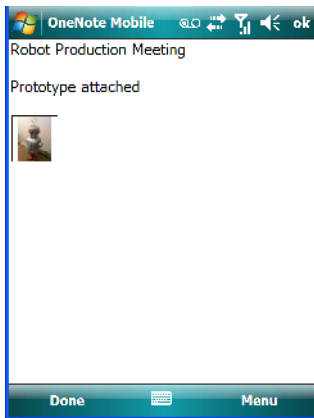 OneNote Mobile ok
Robot Production Meeting
Prototype attached
Done Menu